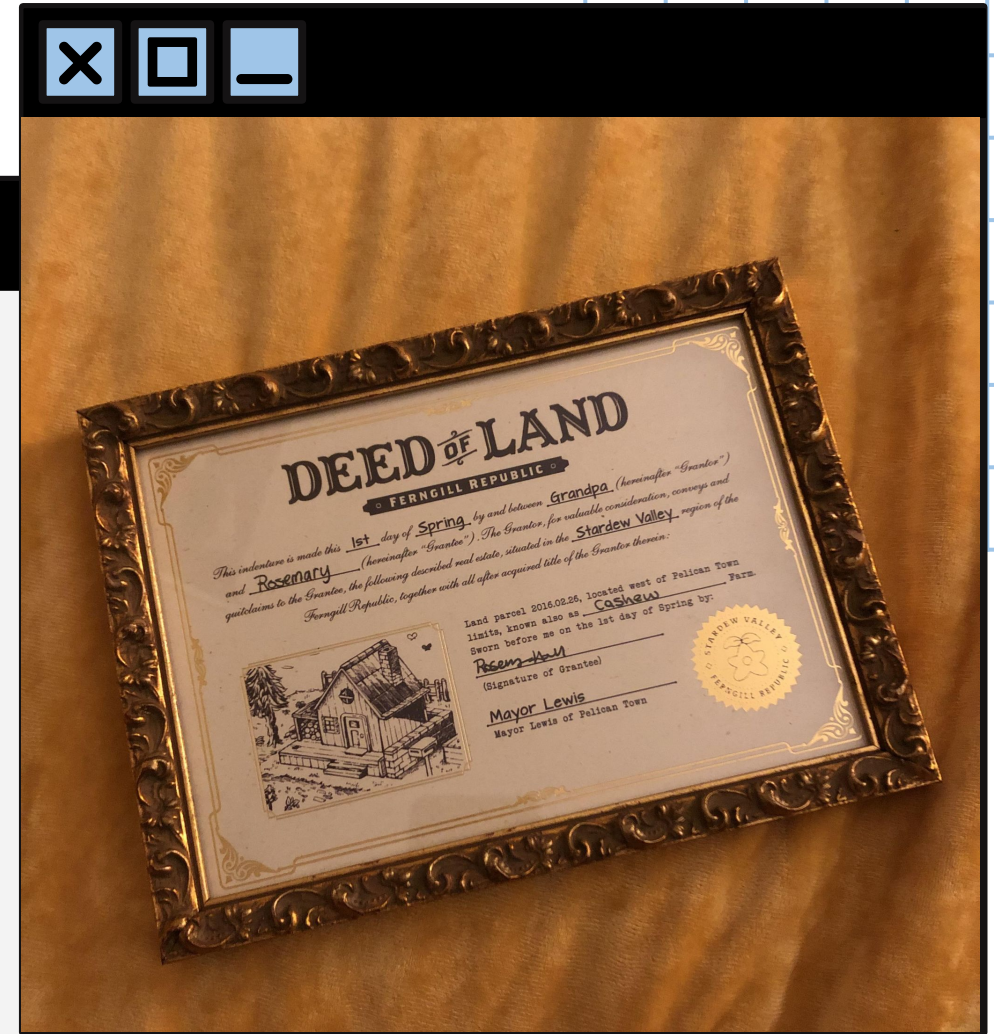 DEED OF LAND
FERNGILL REPUBLIC
This indenture is made this 1st day of Spring by and between Grandpa (hereinafter "Grantor")
and Rosemary (hereinafter "Grantee"). The Grantor, for valuable consideration, conveys and
quitclaims to the Grantee, the following described real estate, situated in the Stardew Valley region of the
Ferngill Republic, together with all after acquired title of the Grantor therein:
Land parcel 2016.02.26, located west of Pelican Town
limits, known also as Cashew Farm.
Sworn before me on the 1st day of Spring by:
(Signature of Grantee)
Mayor Lewis
Mayor Lewis of Pelican Town
STARDEW VALLEY
FERNGILL REPUBLIC